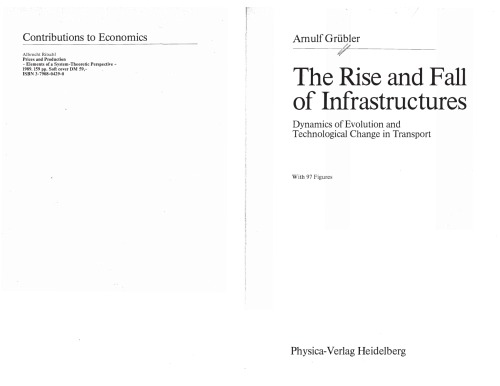 Contributions to Economics
Albrecht Ritschl
Prices and Production
- Elements of a System-Theoretic Perspective -
1989. 159 pp. Soft cover DM 59,-
ISBN 3-7908-0429-0
Arnulf Grübler
The Rise and Fall
of Infrastructures
Dynamics of Evolution and
Technological Change in Transport
With 97 Figures
Physica-Verlag Heidelberg